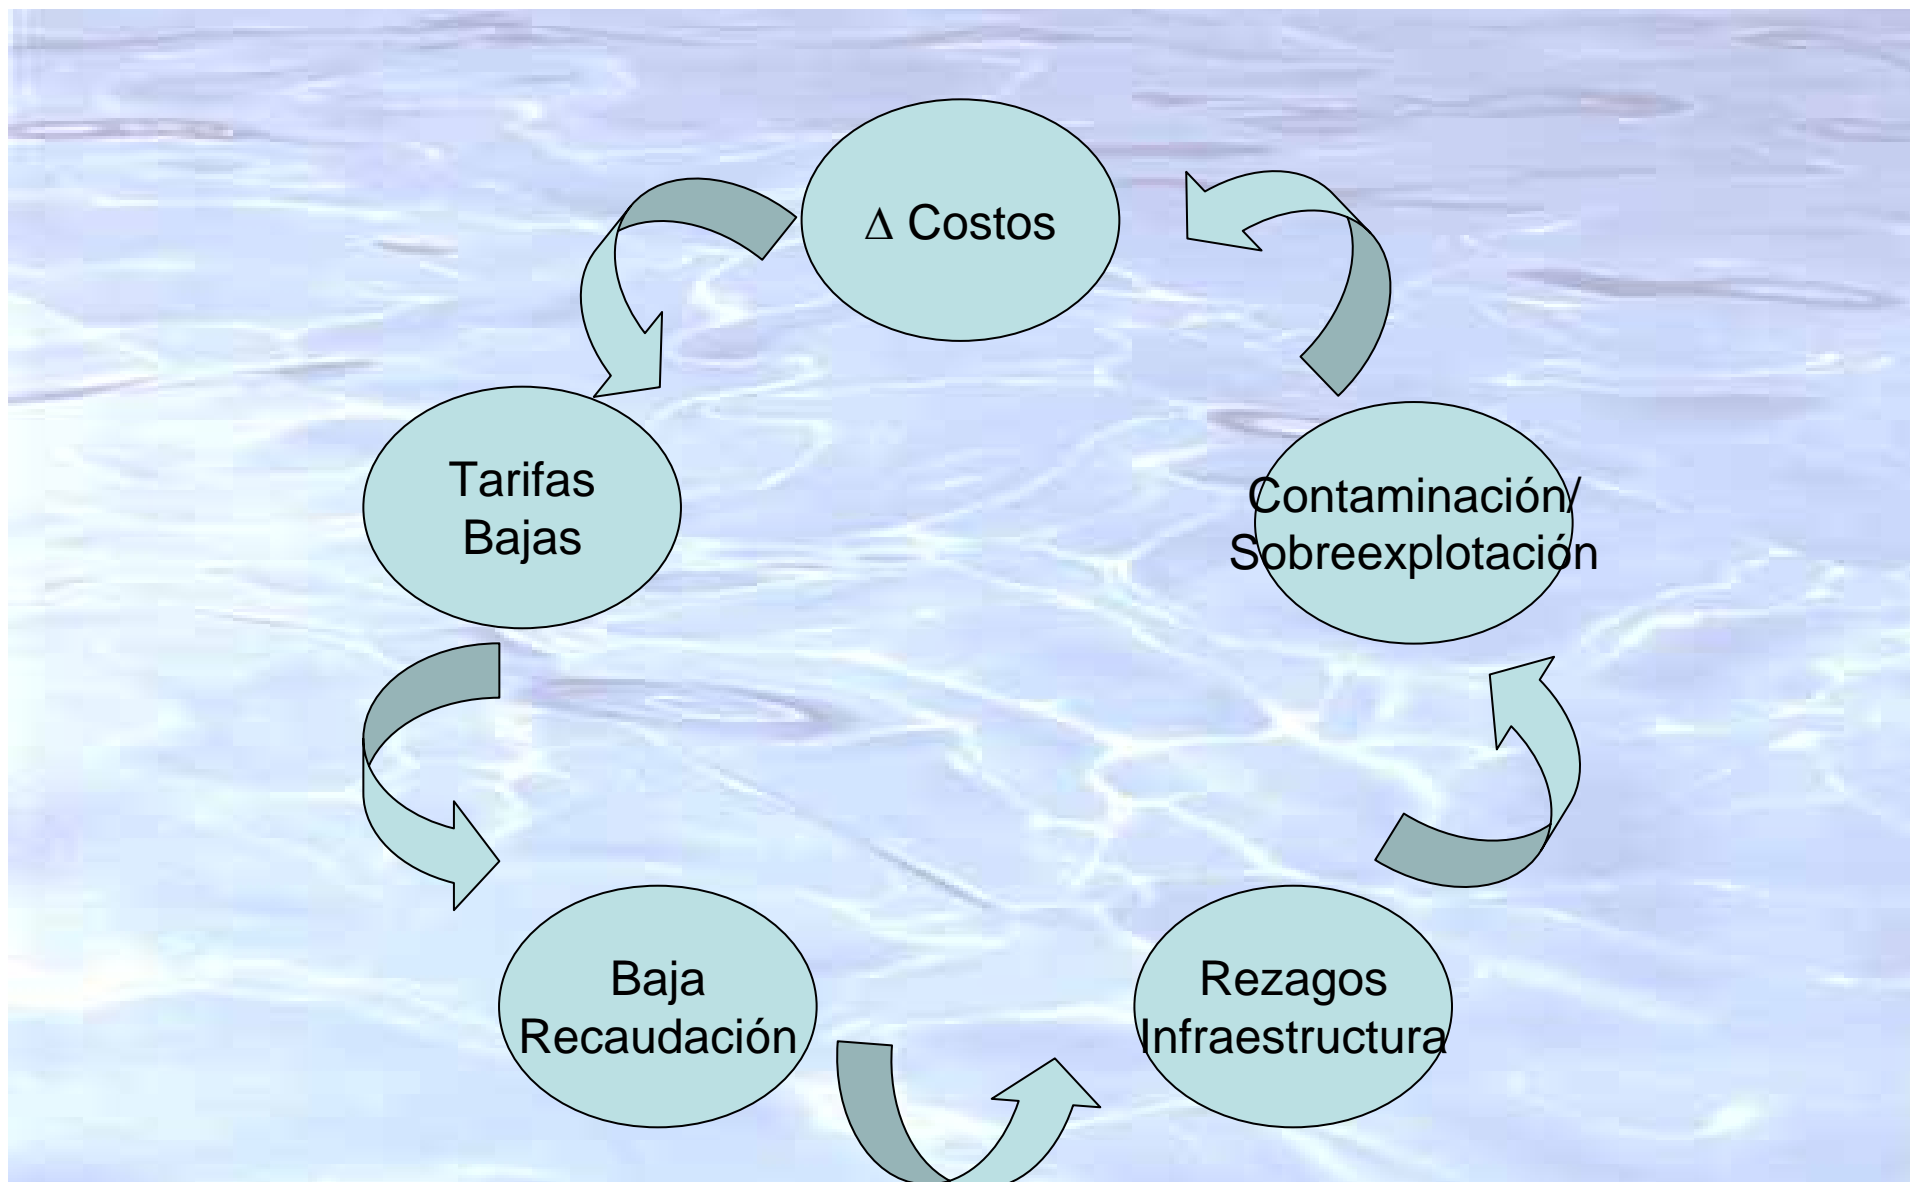 ∆ Costos
Tarifas
Bajas
Contaminación/
Sobreexplotación
Baja
Recaudación
Rezagos
Infraestructura